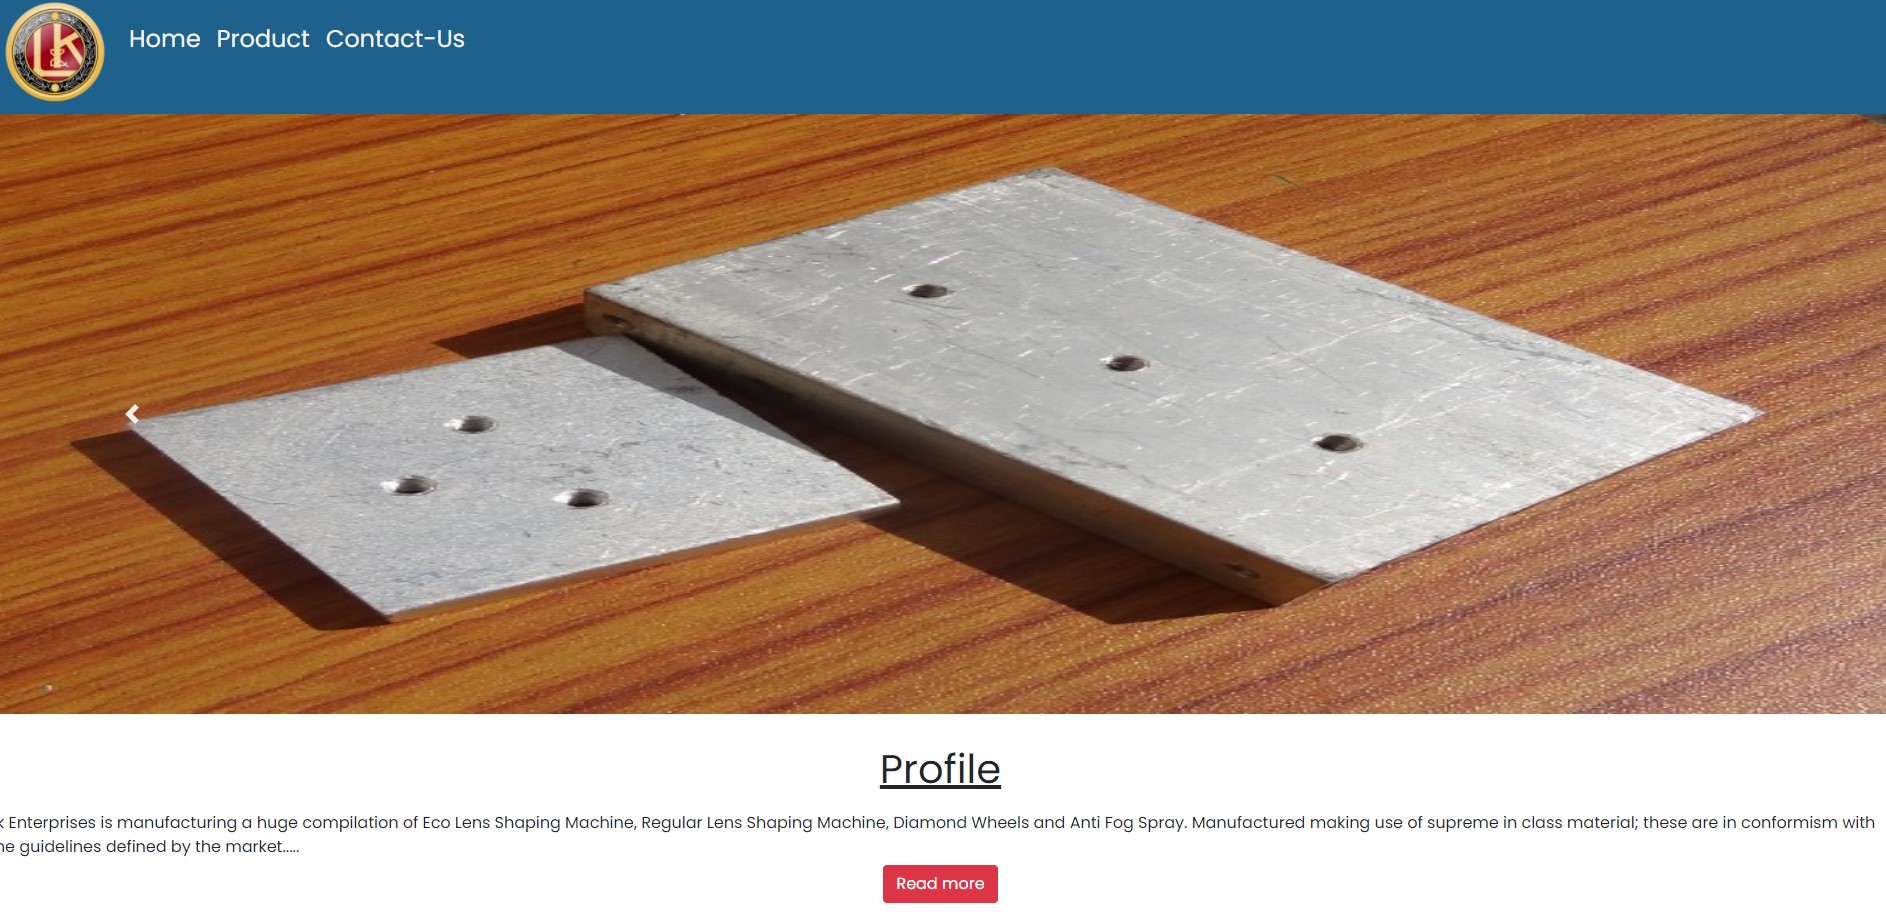 LK
Home Product Contact-Us
Profile
k Enterprises is manufacturing a huge compilation of Eco Lens Shaping Machine, Regular Lens Shaping Machine, Diamond Wheels and Anti Fog Spray. Manufactured making use of supreme in class material; these are in conformism with
he guidelines defined by the market.....
Read more